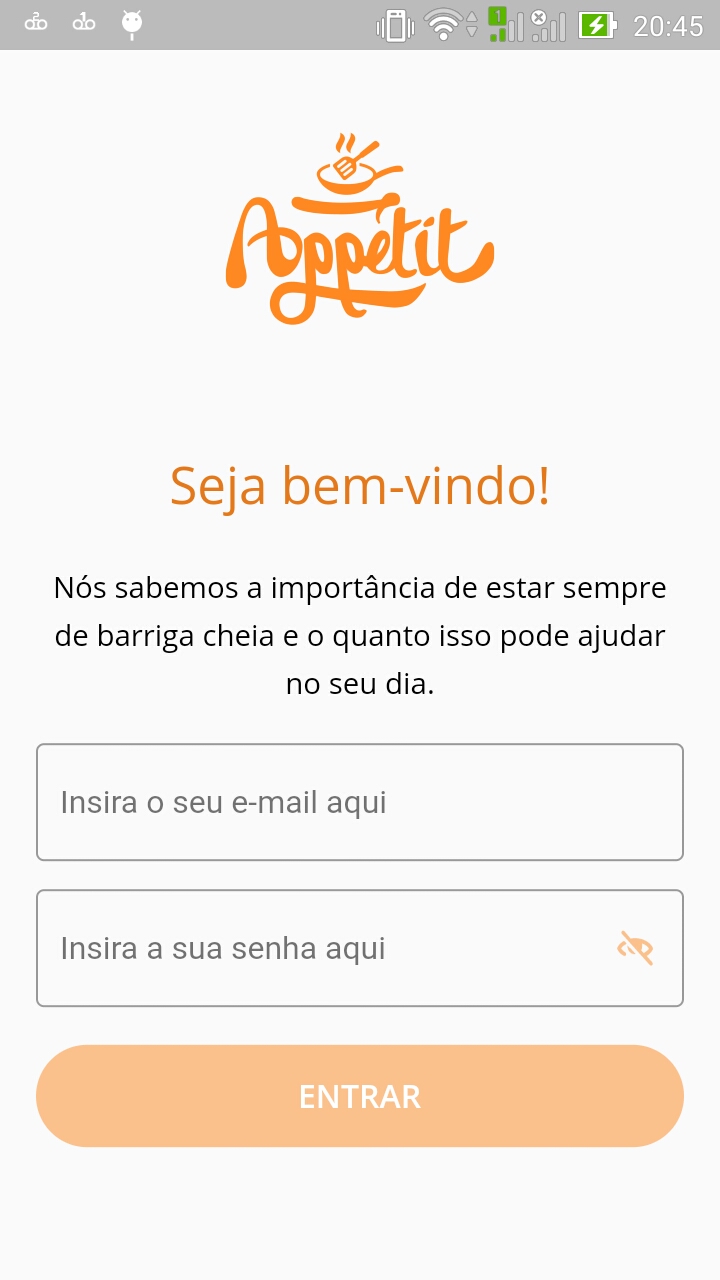 20:45
Appétit
Seja bem-vindo!
Nós sabemos a importância de estar sempre
de barriga cheia e o quanto isso pode ajudar
no seu dia.
Insira o seu e-mail aqui
Insira a sua senha aqui
ENTRAR